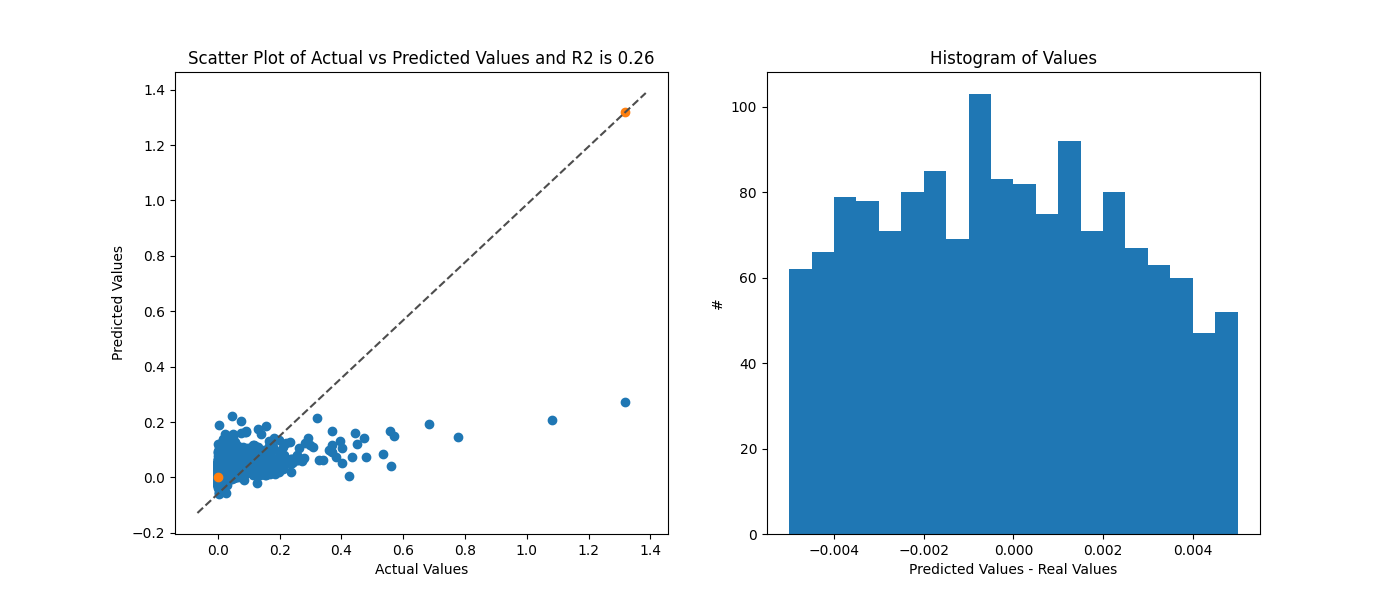 Scatter Plot of Actual vs Predicted Values and R2 is 0.26
1.4
1.2
1.0
0.8
0.6
0.4
0.2
0.0
−0.2
Predicted Values
0.0 0.2 0.4 0.6 0.8 1.0 1.2 1.4
Actual Values
Histogram of Values
100
80
60
40
20
0
#
−0.004 −0.002 0.000 0.002 0.004
Predicted Values - Real Values